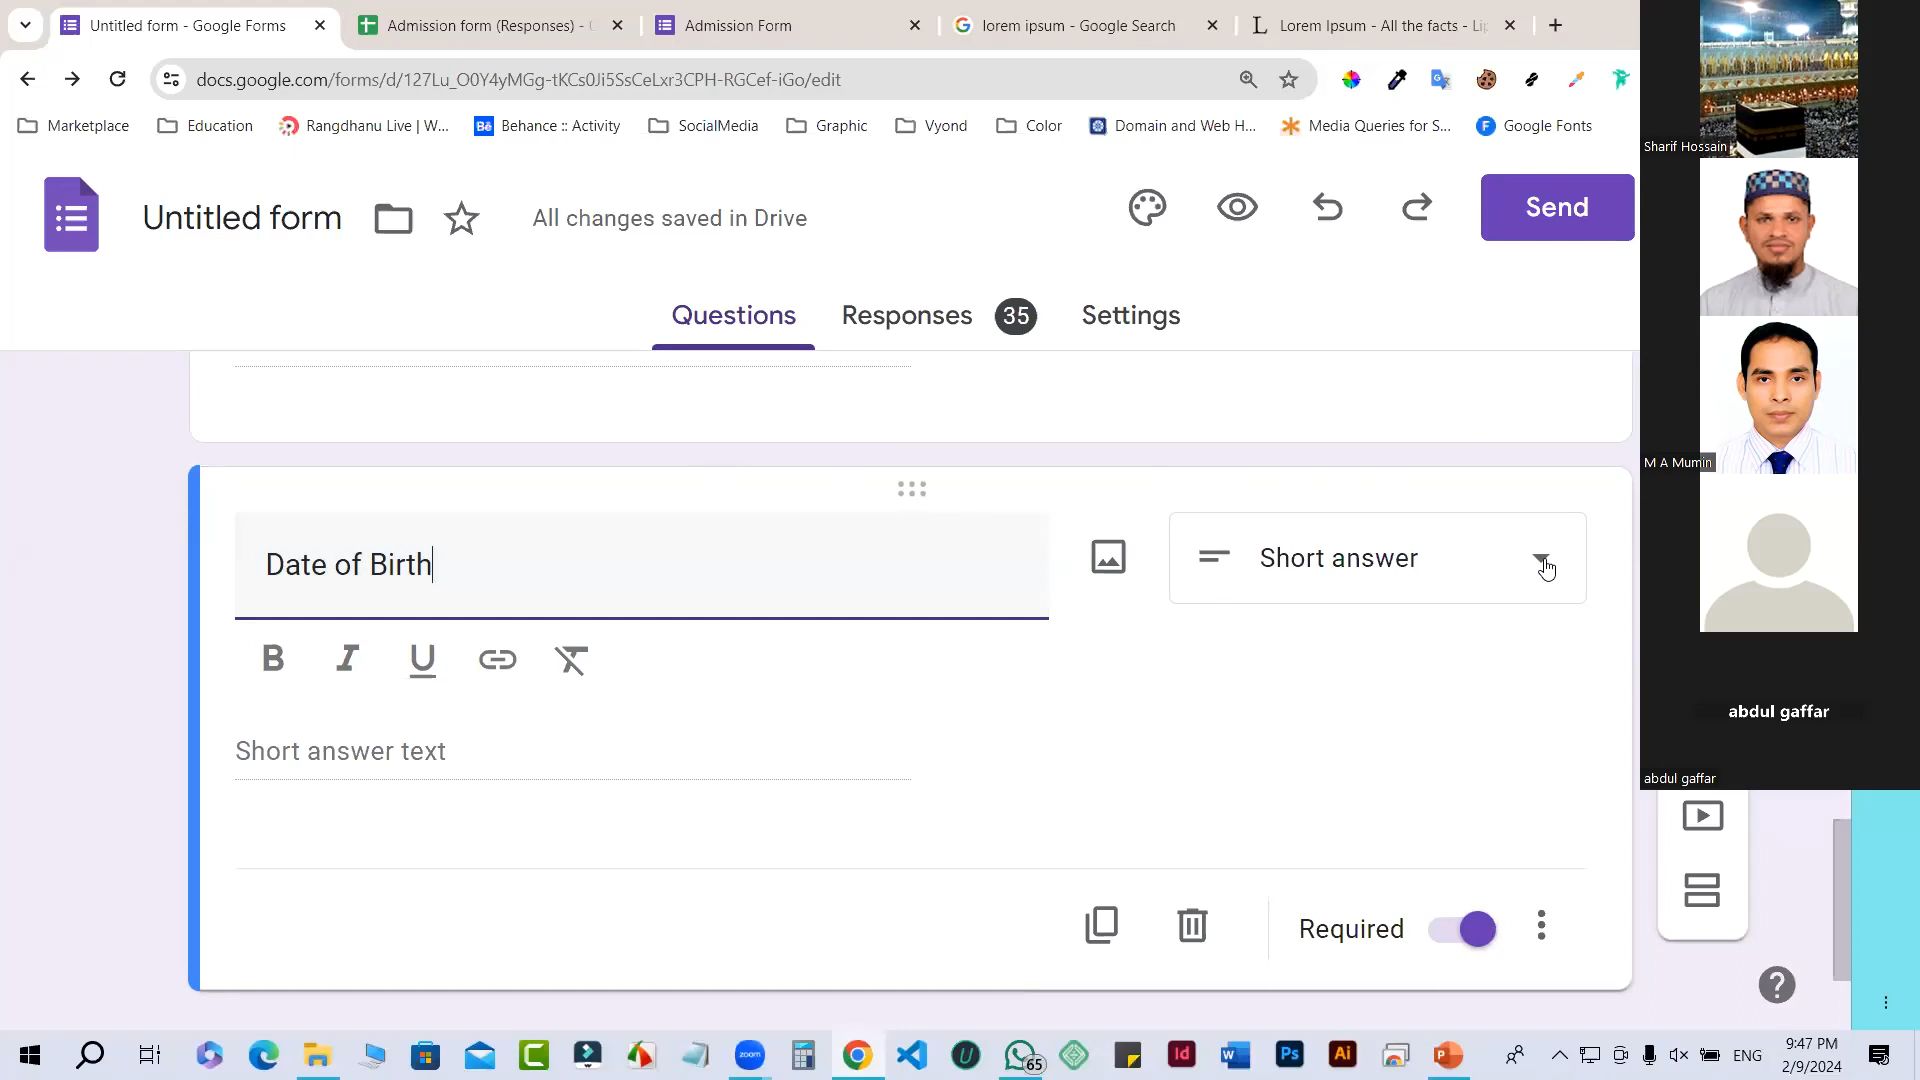 Untitled form - Google Forms
Admission form (Responses) -
Admission Form
lorem ipsum - Google Search
Lorem Ipsum - All the facts - Li
docs.google.com/forms/d/127Lu_O0Y4yMGg-tKCs0Ji5SsCeLxr3CPH-RGCef-iGo/edit
Marketplace
Education
Rangdhanu Live | W...
Behance :: Activity
SocialMedia
Graphic
Vyond
Color
Domain and Web H...
Media Queries for S...
Google Fonts
Sharif Hossain
Untitled form
All changes saved in Drive
Send
Questions
Responses 35
Settings
M A Mumin
Date of Birth
Short answer
B I U
Short answer text
abdul gaffar
abdul gaffar
Required
zoom
65
Id
Ps
Ai
ENG
9:47 PM
2/9/2024